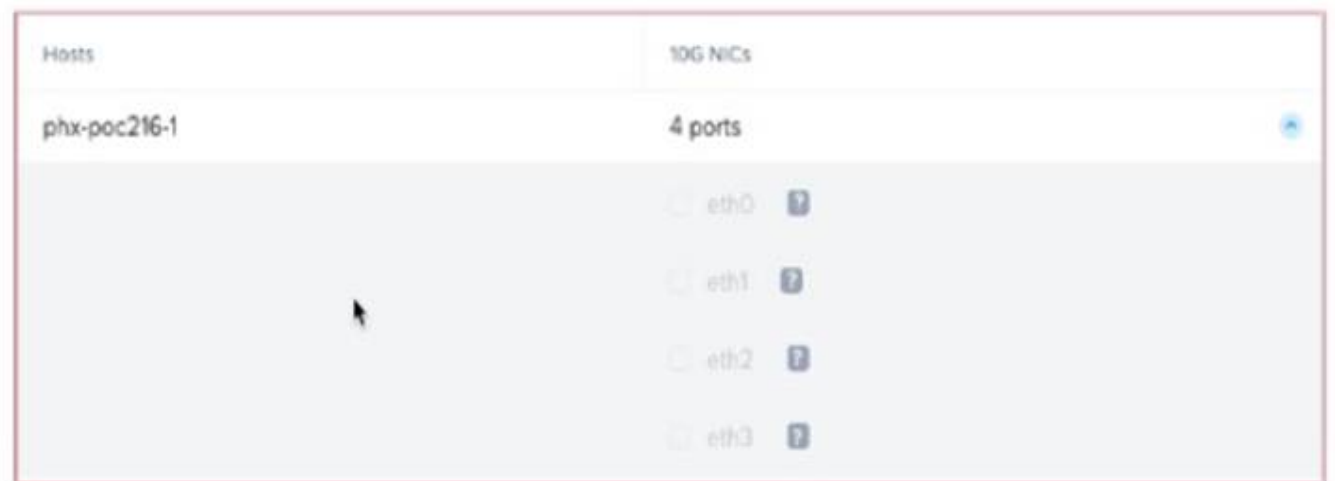 Hosts 10G NICs
phx-poc216-1 4 ports
eth0 ?
eth1 ?
eth2 ?
eth3 ?